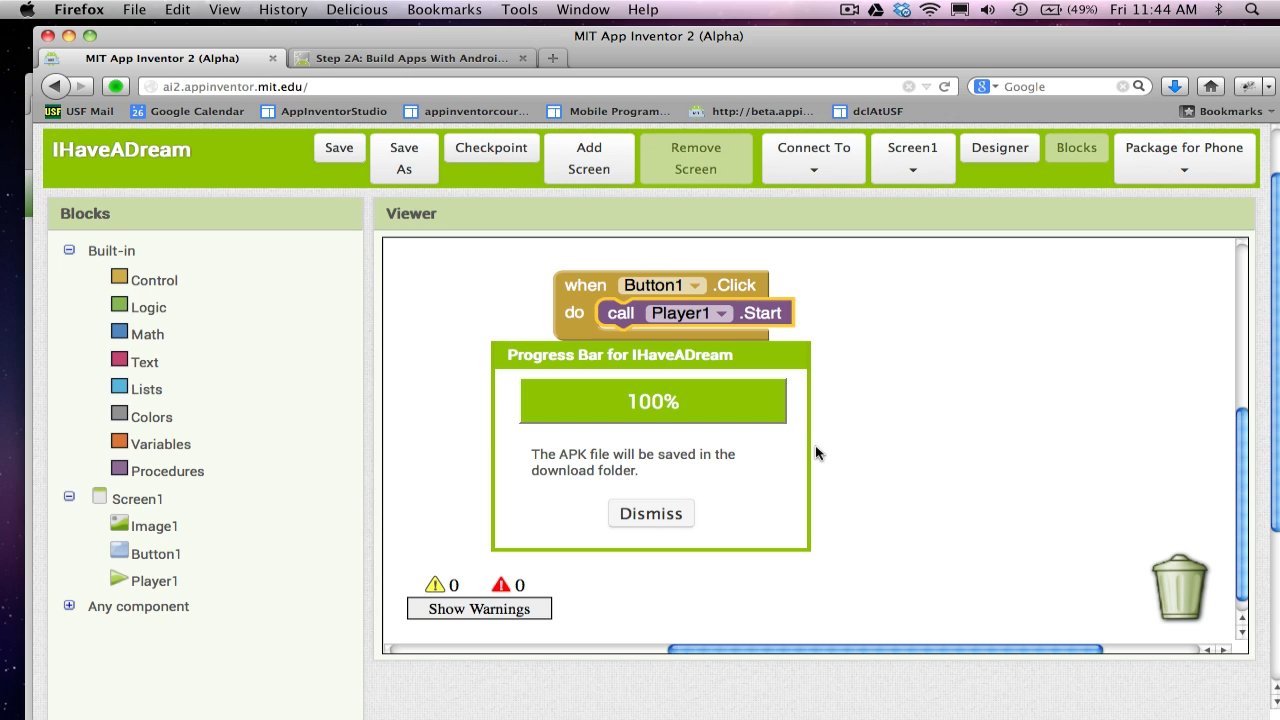 Firefox File Edit View History Delicious Bookmarks Tools Window Help (49%) Fri 11:44 AM
MIT App Inventor 2 (Alpha)
MIT App Inventor 2 (Alpha) Step 2A: Build Apps With Androi...
ai2.appinventor.mit.edu/ Google
USF Mail 26 Google Calendar AppInventorStudio appinventorcour... Mobile Program... http://beta.appi... dclAtUSF Bookmarks
IHaveADream Save Save As Checkpoint Add Screen Remove Screen Connect To Screen1 Designer Blocks Package for Phone
Blocks Viewer
Built-in
Control
Logic
Math
Text
Lists
Colors
Variables
Procedures
Screen1
Image1
Button1
Player1
Any component
when Button1 .Click
do call Player1 .Start
Progress Bar for IHaveADream
100%
The APK file will be saved in the
download folder.
Dismiss
0 0
Show Warnings